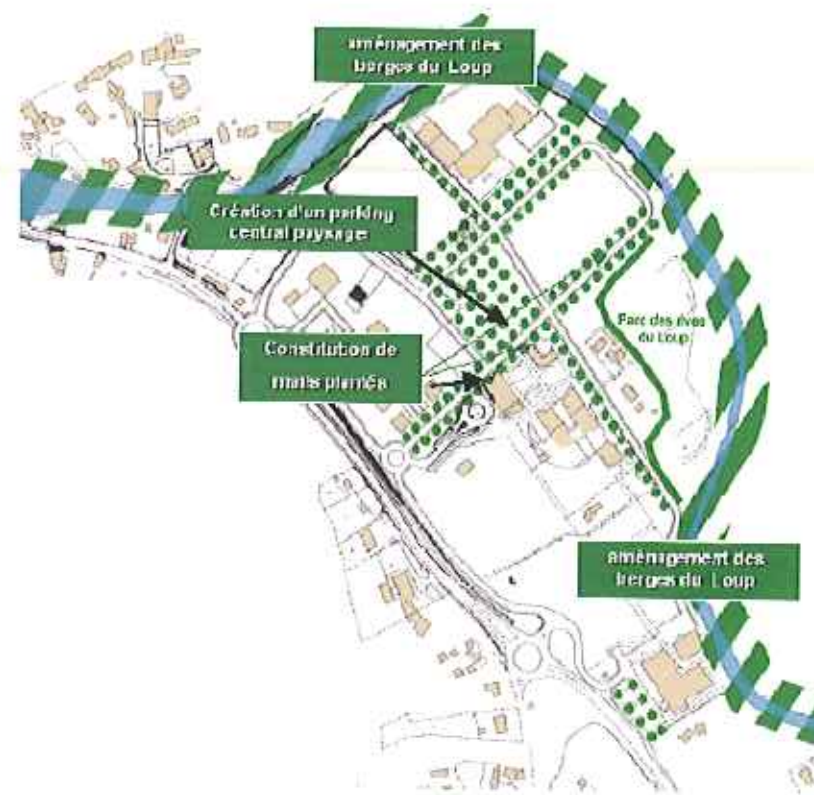 aménagement des
berges du Loup
Création d'un parking
central paysage
Constitution de
mails plantés
Parc des rives
du Loup
aménagement des
berges du Loup